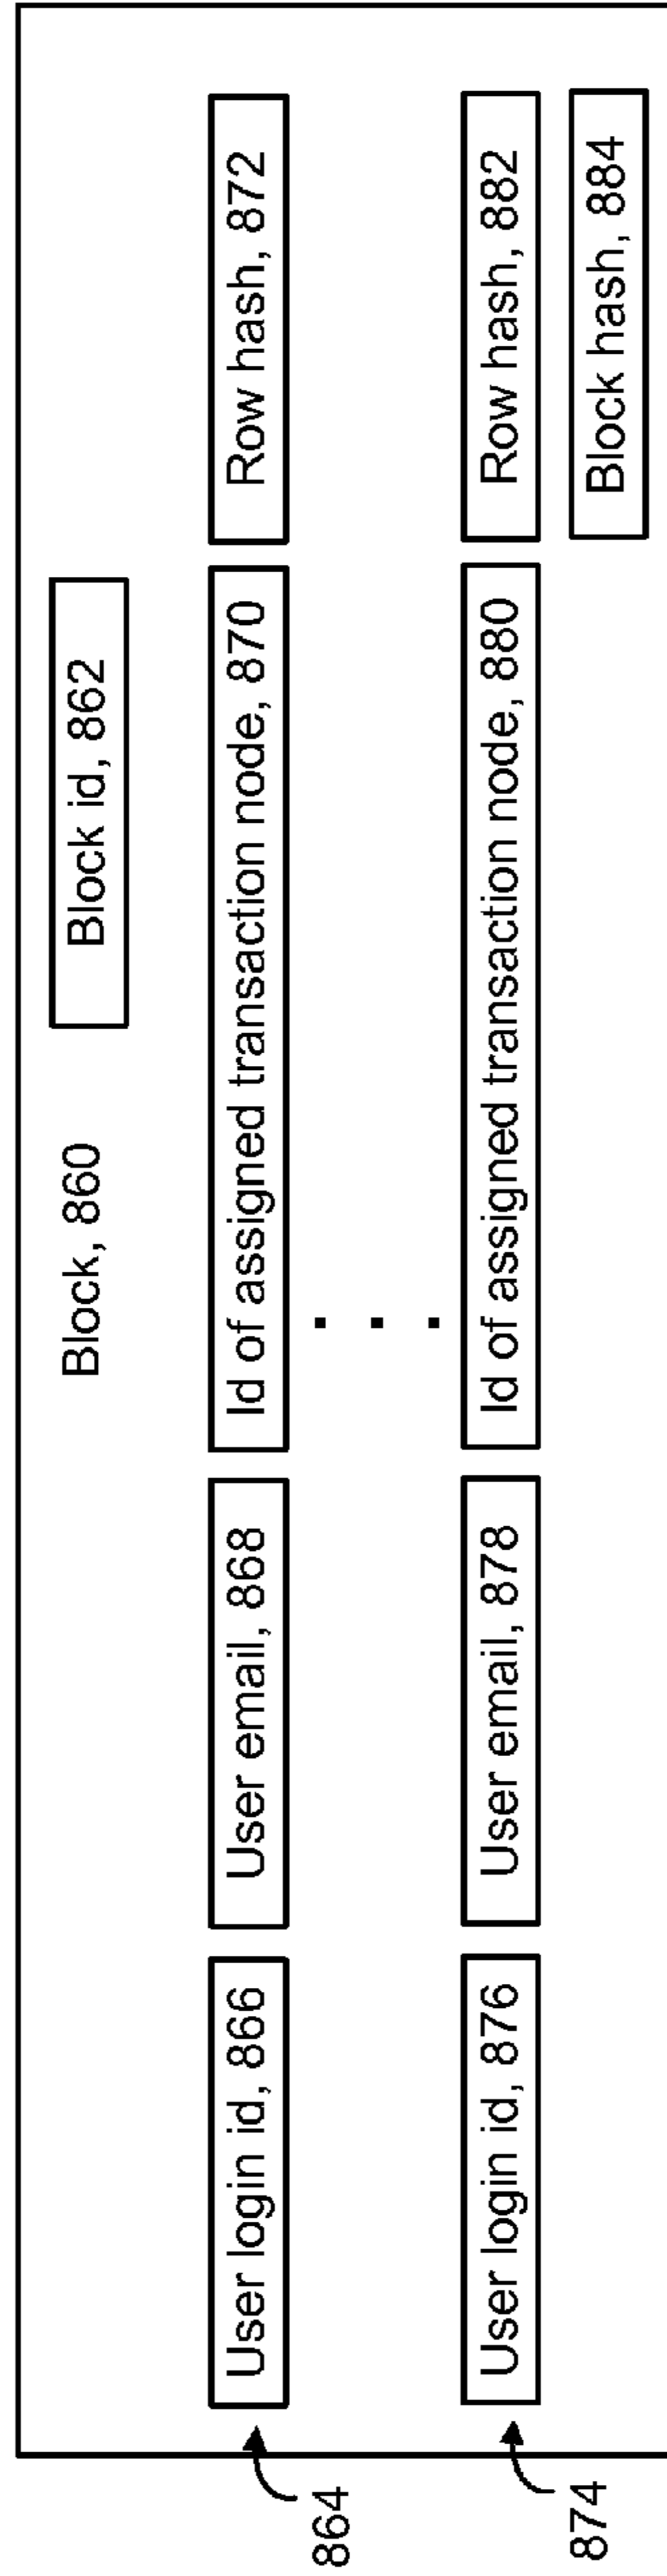 Block, 860
Block id, 862
864
User login id, 866
User email, 868
Id of assigned transaction node, 870
Row hash, 872
. . .
874
User login id, 876
User email, 878
Id of assigned transaction node, 880
Row hash, 882
Block hash, 884